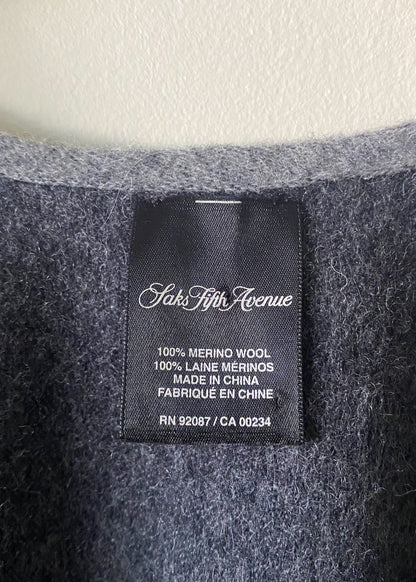 Saks Fifth Avenue
100% MERINO WOOL
100% LAINE MÉRINOS
MADE IN CHINA
FABRIQUÉ EN CHINE
RN 92087 / CA 00234